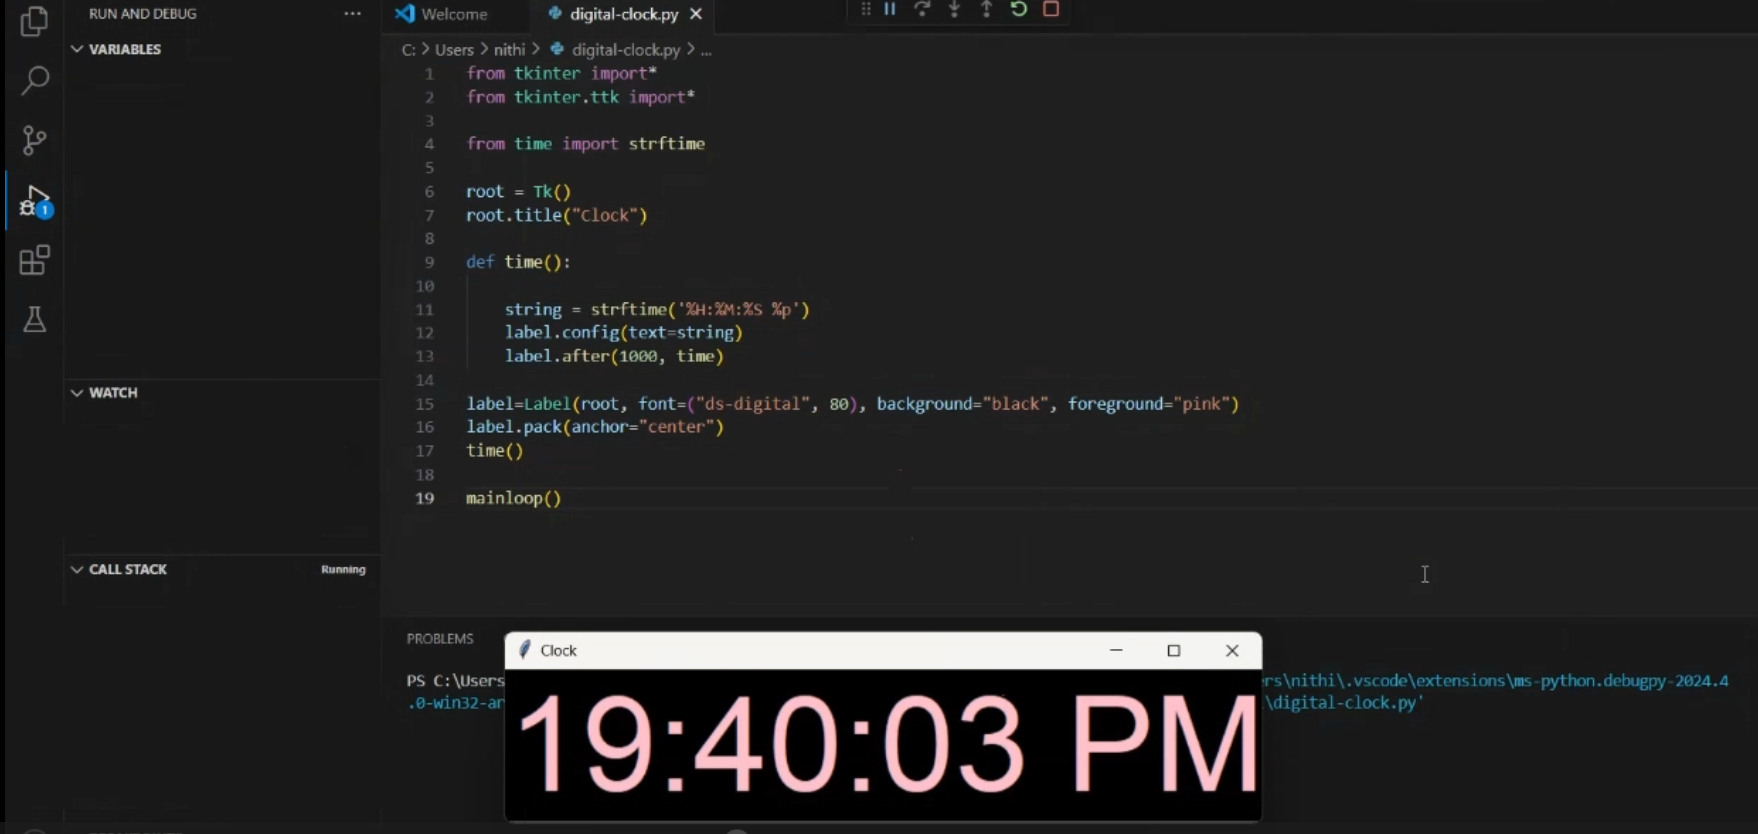 RUN AND DEBUG ...
VARIABLES
WATCH
CALL STACK Running
1
Welcome digital-clock.py
C: > Users > nithi > digital-clock.py > ...
1 from tkinter import*
2 from tkinter.ttk import*
3
4 from time import strftime
5
6 root = Tk()
7 root.title("Clock")
8
9 def time():
10
11 string = strftime('%H:%M:%S %p')
12 label.config(text=string)
13 label.after(1000, time)
14
15 label=Label(root, font=("ds-digital", 80), background="black", foreground="pink")
16 label.pack(anchor="center")
17 time()
18
19 mainloop()
PROBLEMS
PS C:\Users
rs\nithi\.vscode\extensions\ms-python.debugpy-2024.4
.0-win32-ar
\digital-clock.py'
Clock
19:40:03 PM